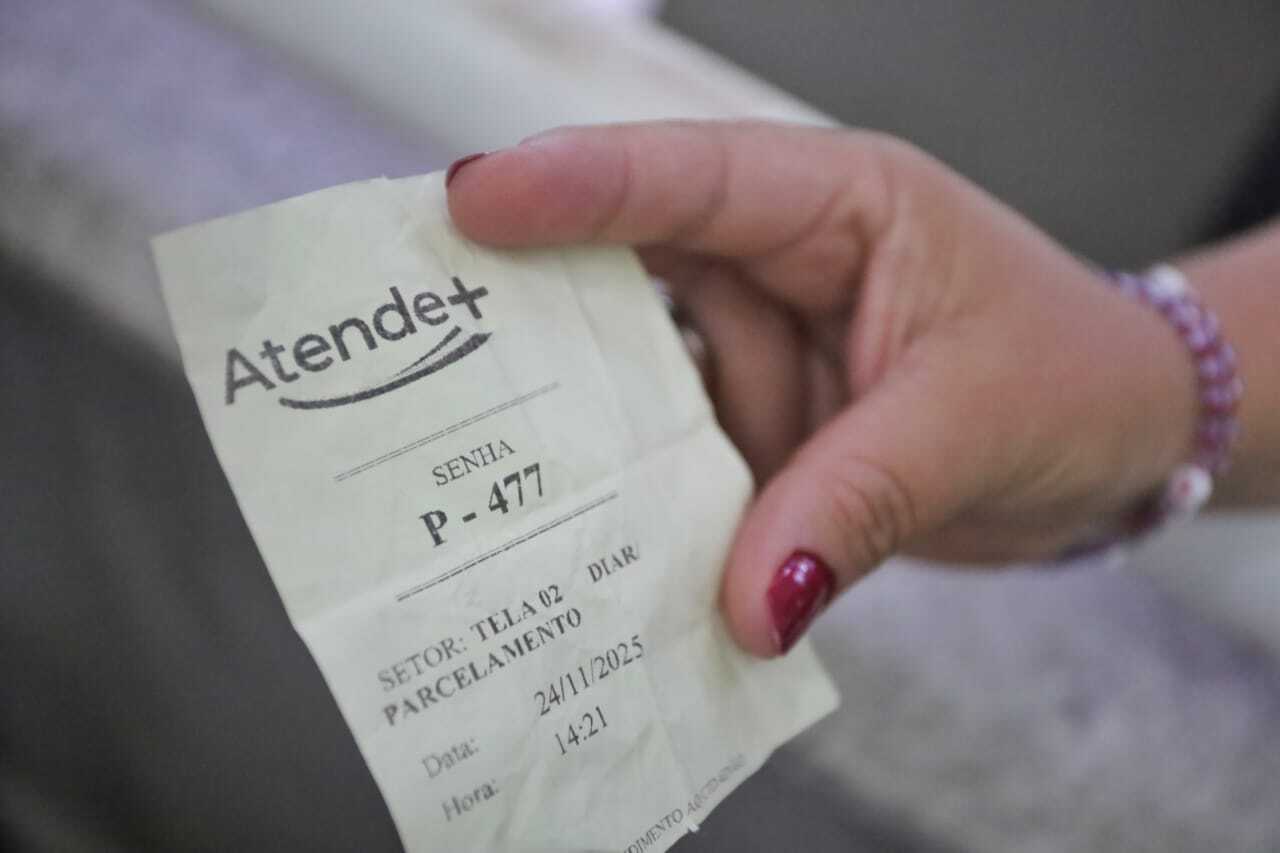 Atende+
SENHA
P - 477
SETOR: TELA 02 DIAR
PARCELAMENTO
Data: 24/11/2025
Hora: 14:21